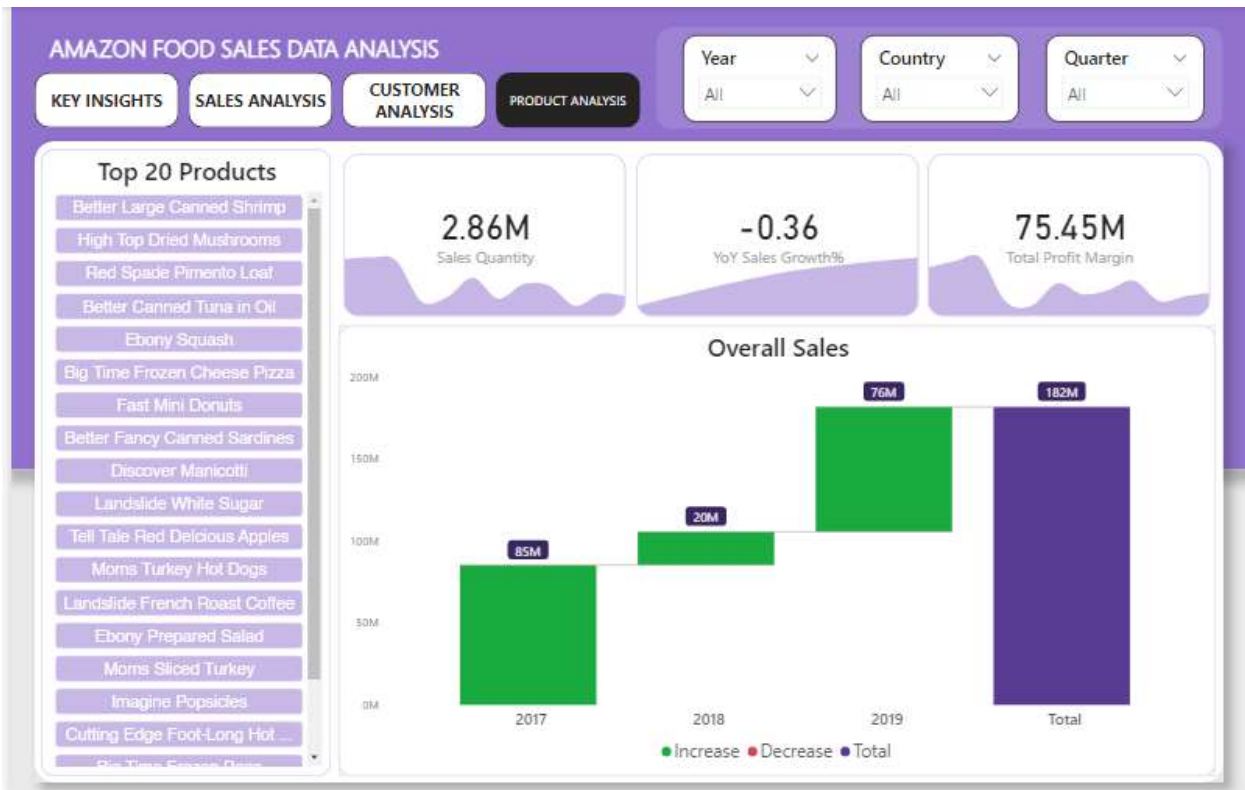 AMAZON FOOD SALES DATA ANALYSIS
KEY INSIGHTS
SALES ANALYSIS
CUSTOMER
ANALYSIS
PRODUCT ANALYSIS
Year
All
Country
All
Quarter
All
Top 20 Products
Better Large Canned Shrimp
High Top Dried Mushrooms
Red Spade Pimento Loaf
Better Canned Tuna in Oil
Ebony Squash
Big Time Frozen Cheese Pizza
Fast Mini Donuts
Better Fancy Canned Sardines
Discover Manicotti
Landslide White Sugar
Tell Tale Red Delcious Apples
Moms Turkey Hot Dogs
Landslide French Roast Coffee
Ebony Prepared Salad
Moms Sliced Turkey
Imagine Popsicles
Cutting Edge Foot-Long Hot ...
Big Time Frozen
2.86M
Sales Quantity
-0.36
YoY Sales Growth%
75.45M
Total Profit Margin
Overall Sales
200M
150M
100M
50M
0M
85M
20M
76M
182M
2017
2018
2019
Total
Increase
Decrease
Total